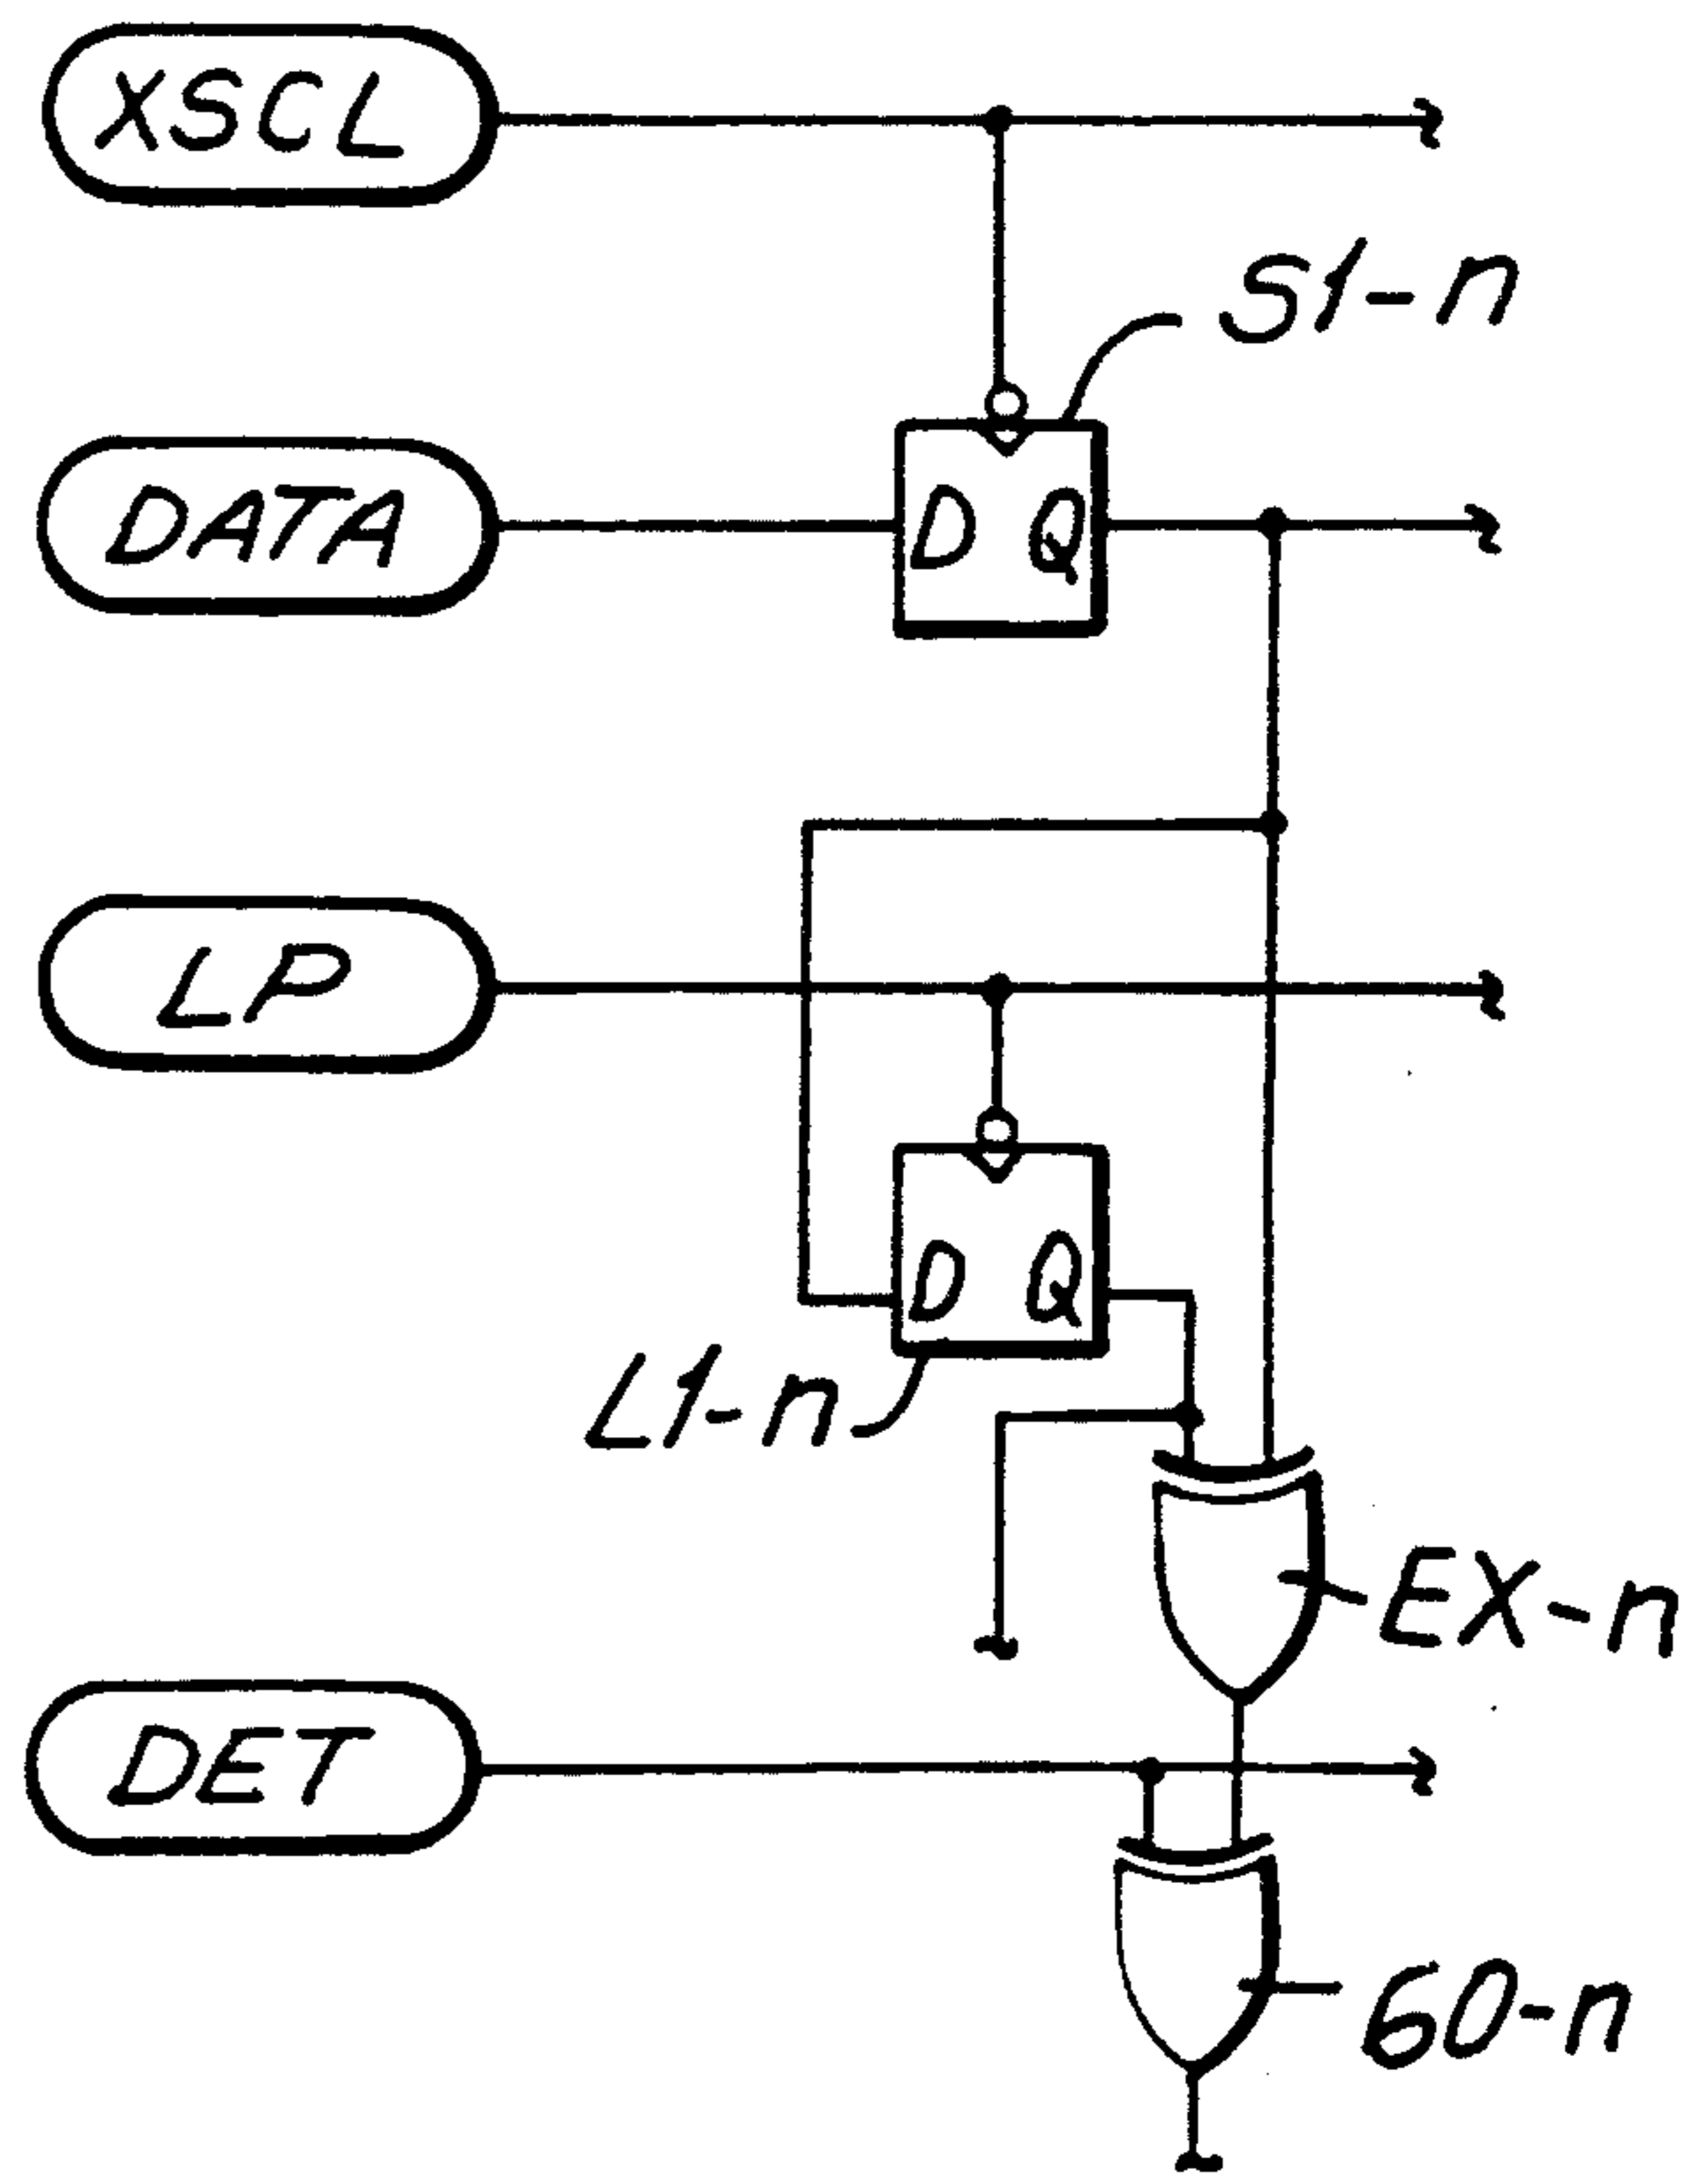 XSCL
S1-n
DATA
D Q
LP
D Q
L1-n
EX-n
DET
60-n